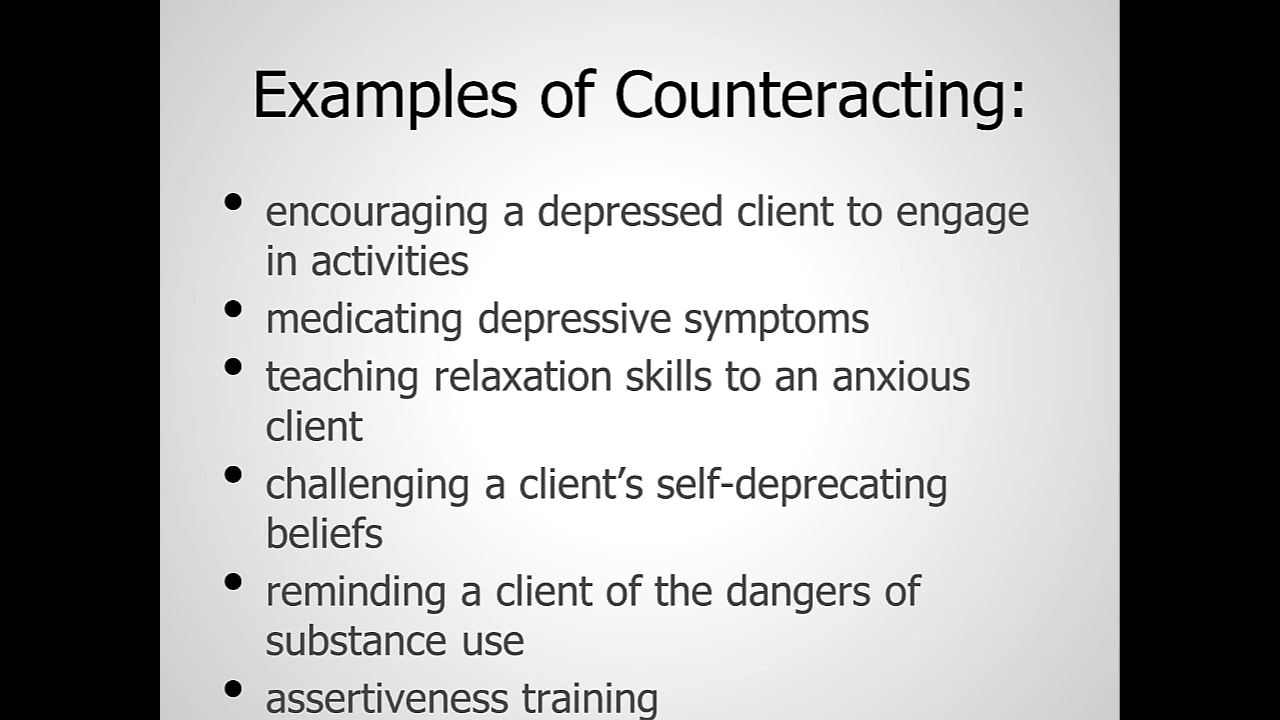 Examples of Counteracting:
• encouraging a depressed client to engage
in activities
• medicating depressive symptoms
• teaching relaxation skills to an anxious
client
• challenging a client’s self-deprecating
beliefs
• reminding a client of the dangers of
substance use
• assertiveness training